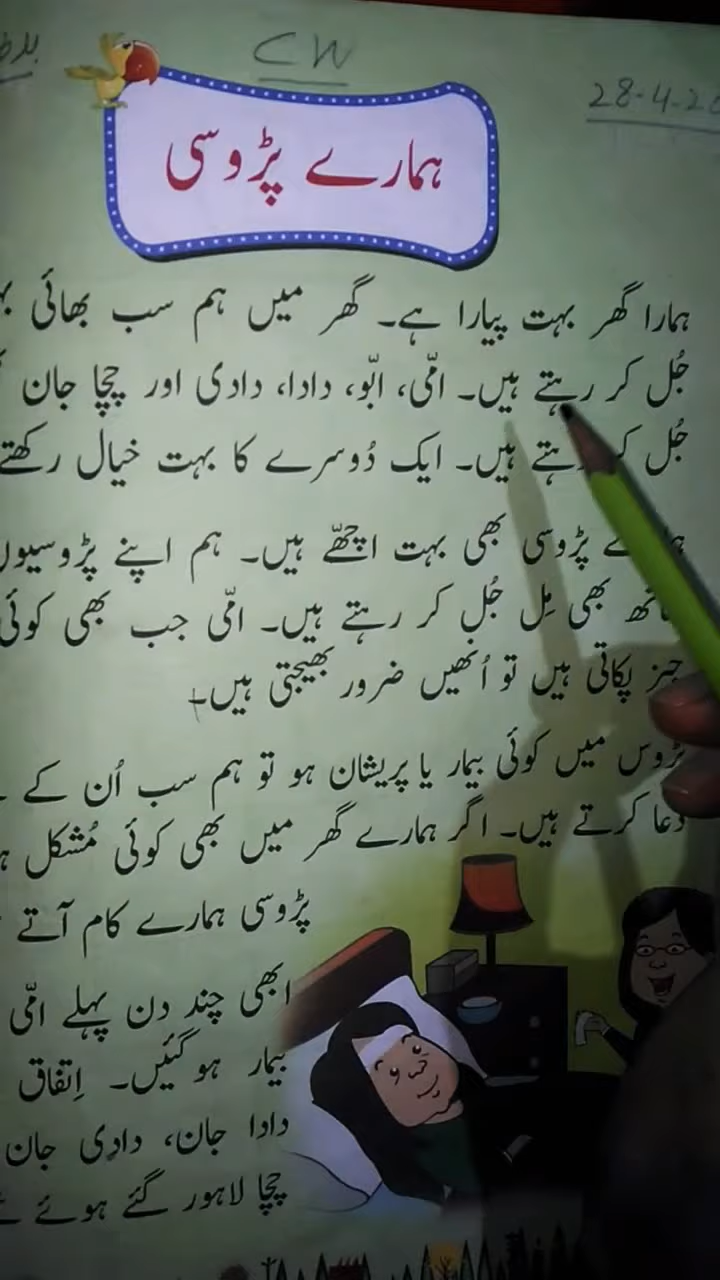 CW
28-4-20
ہمارے پڑوسی
ہمارا گھر بہت پیارا ہے۔ گھر میں ہم سب بھائی
جُل کر رہتے ہیں۔ امّی، ابّو، دادا، دادی اور چچا جان
جُل کر رہتے ہیں۔ ایک دُوسرے کا بہت خیال رکھتے
پڑوسی بھی بہت اچھّے ہیں۔ ہم اپنے پڑوسیوں
بھی مِل جُل کر رہتے ہیں۔ امّی جب بھی کوئی
چیز پکاتی ہیں تو اُنھیں ضرور بھیجتی ہیں۔
پڑوس میں کوئی بیمار یا پریشان ہو تو ہم سب اُن کے
دُعا کرتے ہیں۔ اگر ہمارے گھر میں بھی کوئی مُشکل
پڑوسی ہمارے کام آتے
ابھی چند دن پہلے امّی
بیمار ہو گئیں۔ اِتفاق
دادا جان، دادی جان
چچا لاہور گئے ہوئے